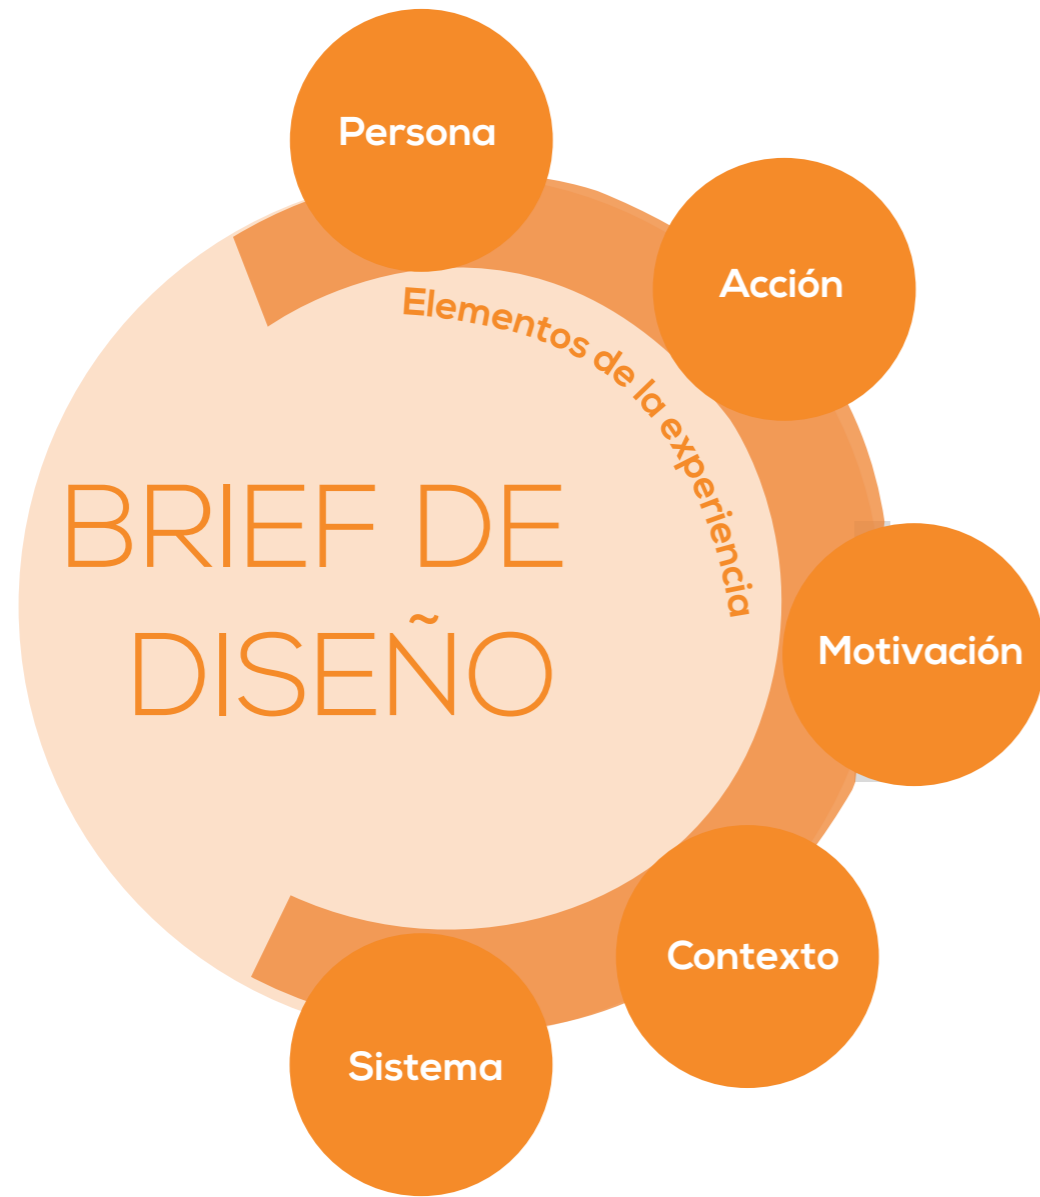 Persona
Acción
Elementos de la experiencia
BRIEF DE
DISEÑO
Motivación
Contexto
Sistema